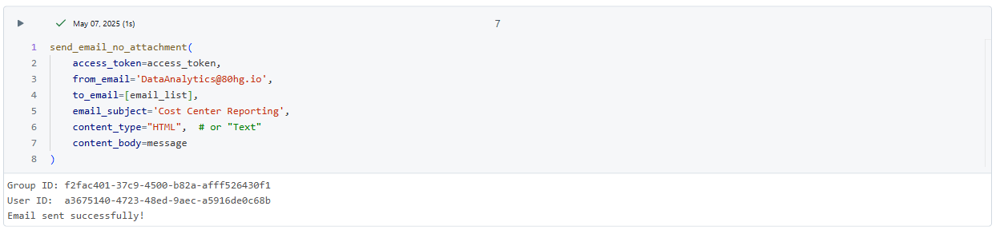 May 07, 2025 (1s)
7
1 send_email_no_attachment(
2 access_token=access_token,
3 from_email='DataAnalytics@80hg.io',
4 to_email=[email_list],
5 email_subject='Cost Center Reporting',
6 content_type="HTML",  # or "Text"
7 content_body=message
8 )
Group ID: f2fac401-37c9-4500-b82a-afff526430f1
User ID:  a3675140-4723-48ed-9aec-a5916de0c68b
Email sent successfully!